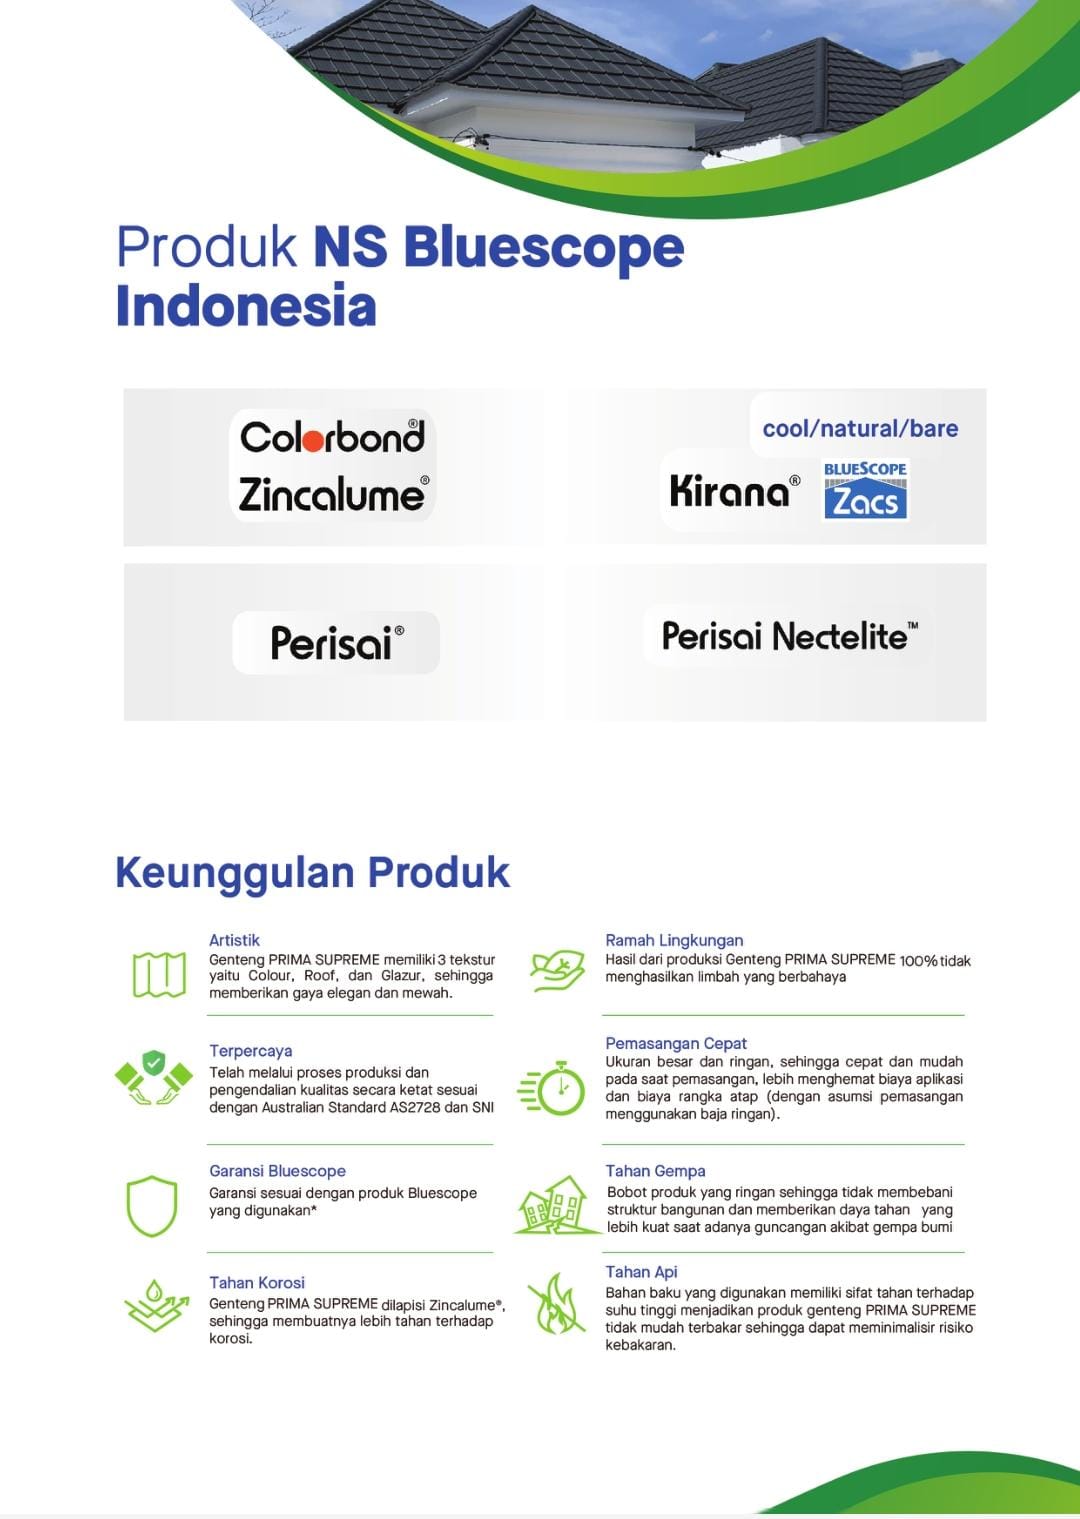 Produk NS Bluescope
Indonesia
Colorbond®
Zincalume®
cool/natural/bare
Kirana®
BLUESCOPE
Zacs
Perisai®
Perisai Nectelite™
Keunggulan Produk
Artistik
Genteng PRIMA SUPREME memiliki 3 tekstur
yaitu Colour, Roof, dan Glazur, sehingga
memberikan gaya elegan dan mewah.
Ramah Lingkungan
Hasil dari produksi Genteng PRIMA SUPREME 100% tidak
menghasilkan limbah yang berbahaya
Terpercaya
Telah melalui proses produksi dan
pengendalian kualitas secara ketat sesuai
dengan Australian Standard AS2728 dan SNI
Pemasangan Cepat
Ukuran besar dan ringan, sehingga cepat dan mudah
pada saat pemasangan, lebih menghemat biaya aplikasi
dan biaya rangka atap (dengan asumsi pemasangan
menggunakan baja ringan).
Garansi Bluescope
Garansi sesuai dengan produk Bluescope
yang digunakan*
Tahan Gempa
Bobot produk yang ringan sehingga tidak membebani
struktur bangunan dan memberikan daya tahan yang
lebih kuat saat adanya guncangan akibat gempa bumi
Tahan Korosi
Genteng PRIMA SUPREME dilapisi Zincalume®,
sehingga membuatnya lebih tahan terhadap
korosi.
Tahan Api
Bahan baku yang digunakan memiliki sifat tahan terhadap
suhu tinggi menjadikan produk genteng PRIMA SUPREME
tidak mudah terbakar sehingga dapat meminimalisir risiko
kebakaran.